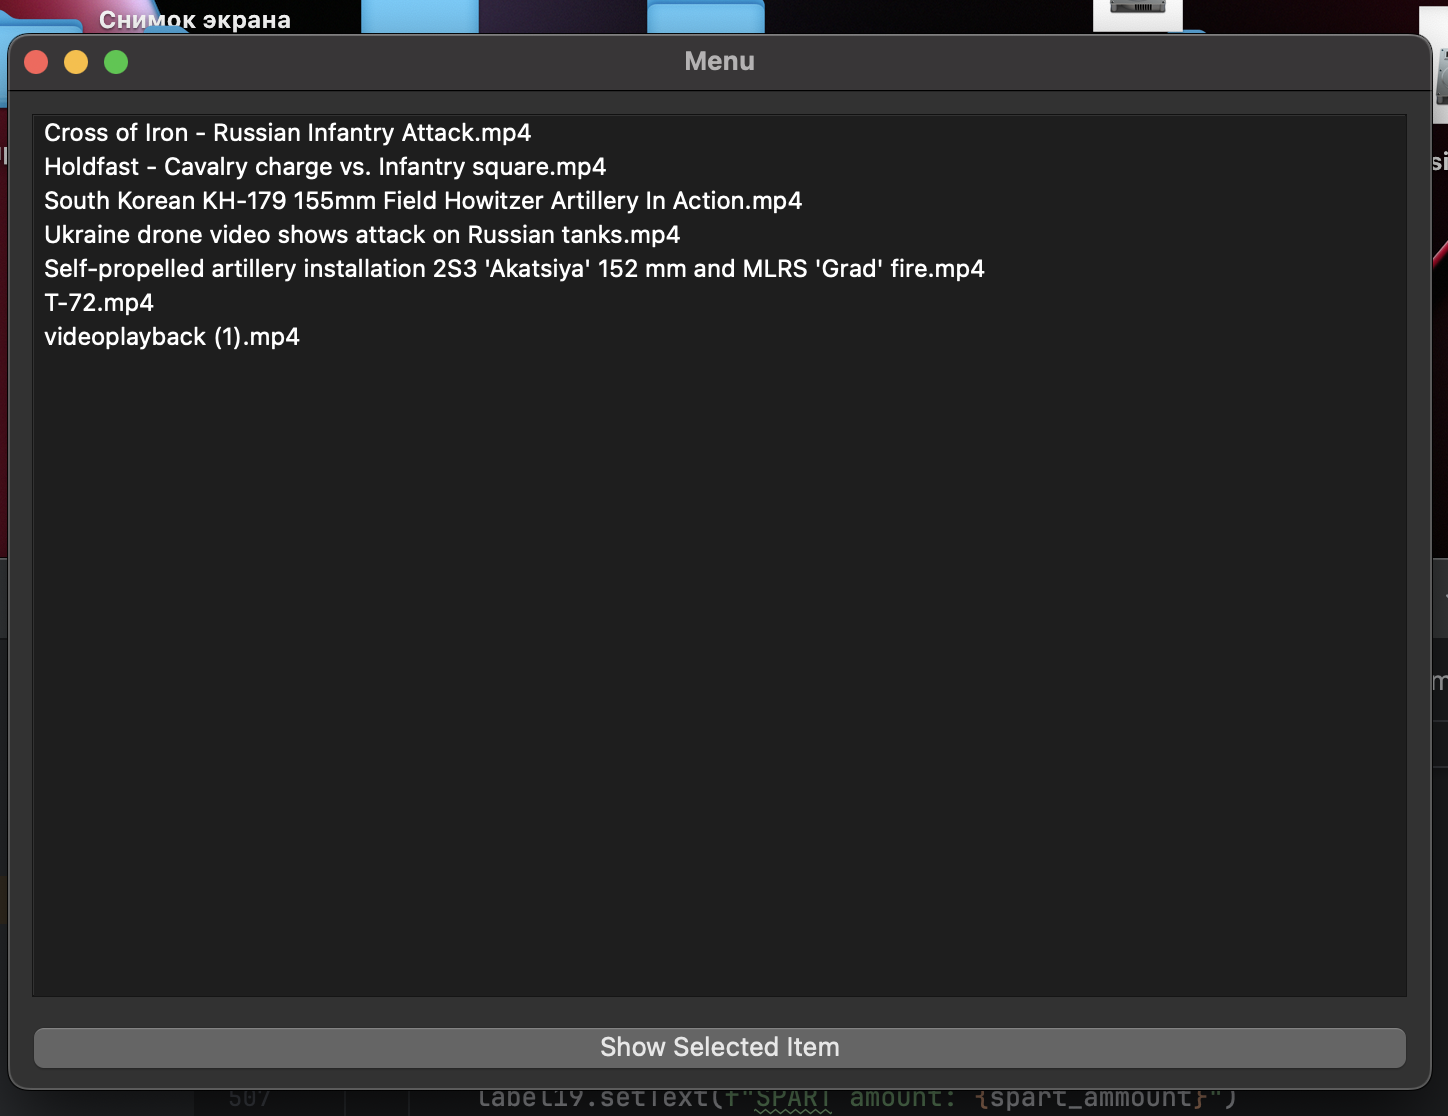 Снимок экрана
Menu
Cross of Iron - Russian Infantry Attack.mp4
Holdfast - Cavalry charge vs. Infantry square.mp4
South Korean KH-179 155mm Field Howitzer Artillery In Action.mp4
Ukraine drone video shows attack on Russian tanks.mp4
Self-propelled artillery installation 2S3 'Akatsiya' 152 mm and MLRS 'Grad' fire.mp4
T-72.mp4
videoplayback (1).mp4
Show Selected Item
507 label19.setText(f"SPART amount: {spart_ammount}")